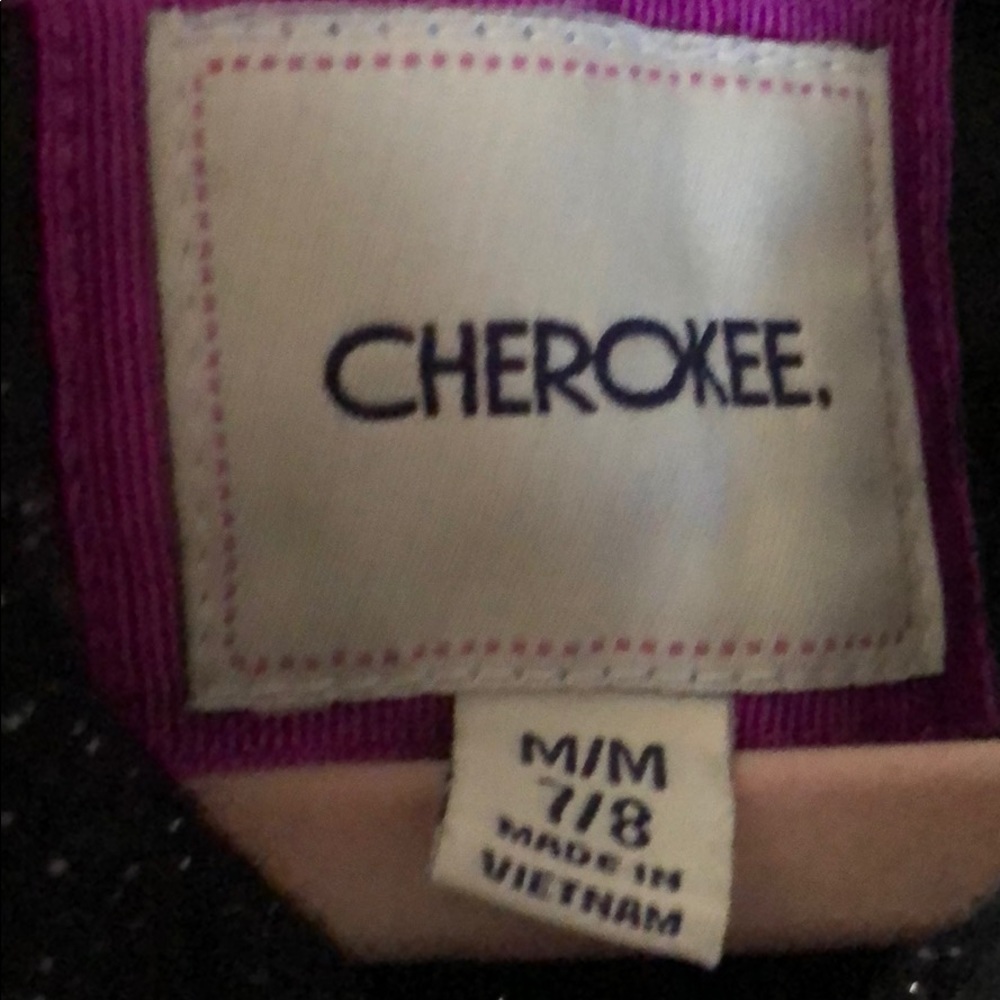 CHEROKEE.
M/M
7/8
MADE IN
VIETNAM